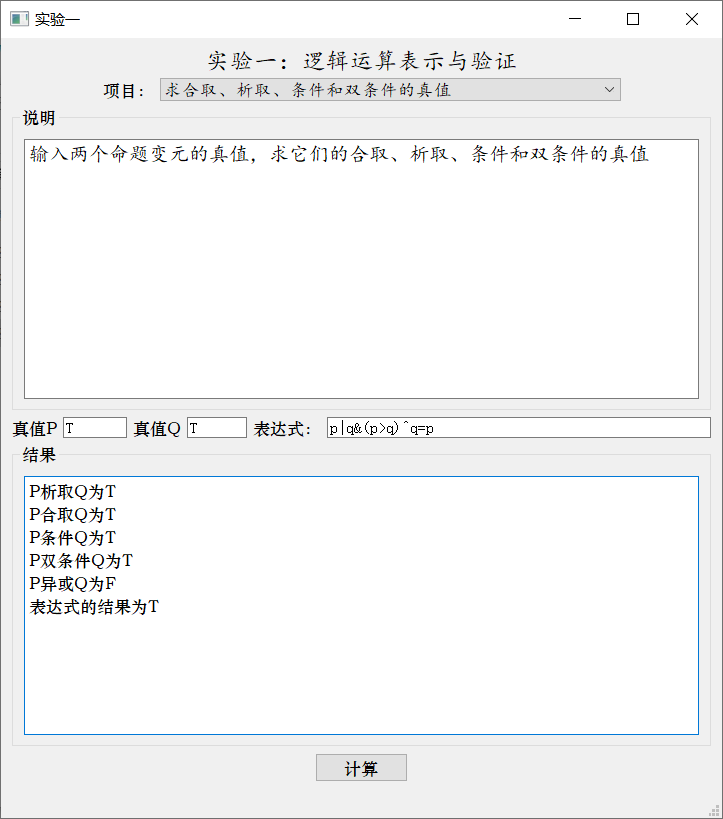 实验一
实验一：逻辑运算表示与验证
项目： 求合取、析取、条件和双条件的真值
说明
输入两个命题变元的真值，求它们的合取、析取、条件和双条件的真值
真值P T 真值Q T 表达式： p|q&(p>q)^q=p
结果
P析取Q为T
P合取Q为T
P条件Q为T
P双条件Q为T
P异或Q为F
表达式的结果为T
计算